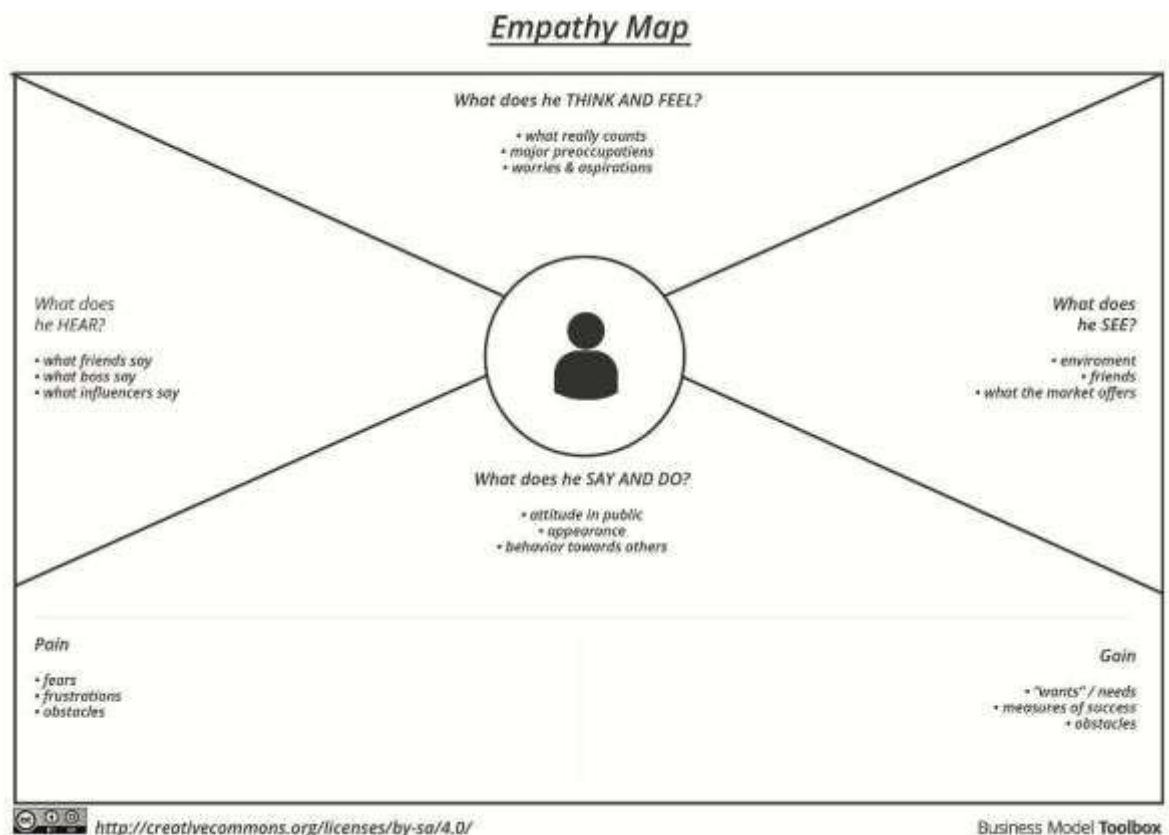 Empathy Map
What does he THINK AND FEEL?
• what really counts
• major preoccupatiens
• worries & aspirations
What does
he HEAR?
• what friends say
• what boss say
• what influencers say
What does
he SEE?
• enviroment
• friends
• what the market offers
What does he SAY AND DO?
• attitude in public
• appearance
• behavior towards others
Pain
• fears
• frustrations
• obstacles
Gain
• "wants" / needs
• measures of success
• obstacles
http://creativecommons.org/licenses/by-sa/4.0/
Business Model Toolbox